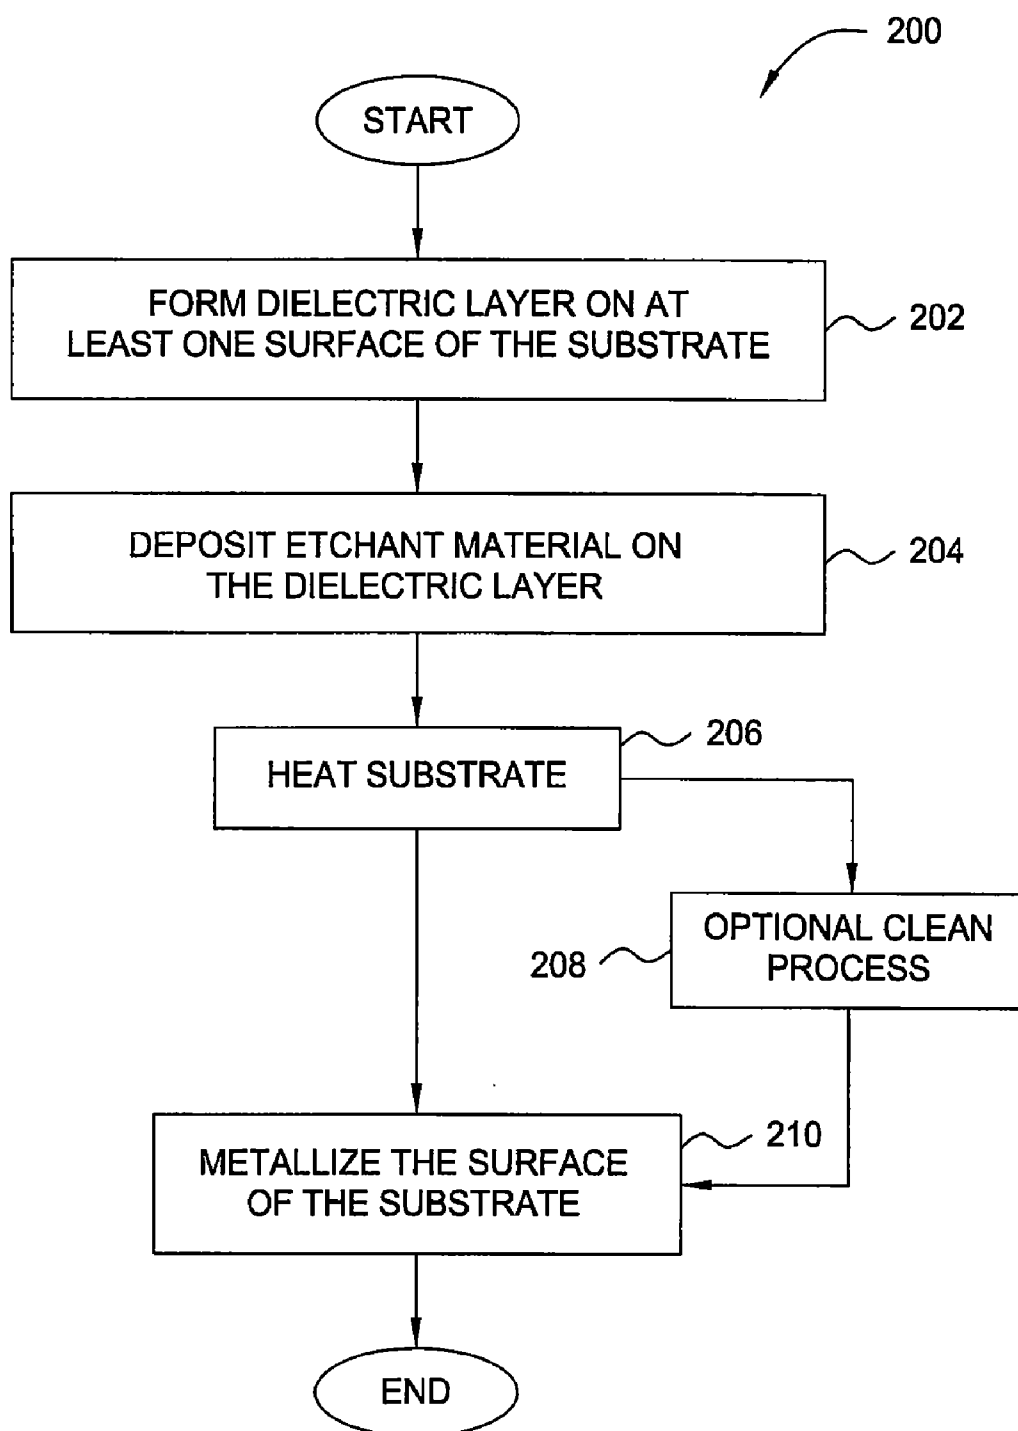 200
START
FORM DIELECTRIC LAYER ON AT
LEAST ONE SURFACE OF THE SUBSTRATE
202
DEPOSIT ETCHANT MATERIAL ON
THE DIELECTRIC LAYER
204
206
HEAT SUBSTRATE
OPTIONAL CLEAN
PROCESS
208
210
METALLIZE THE SURFACE
OF THE SUBSTRATE
END